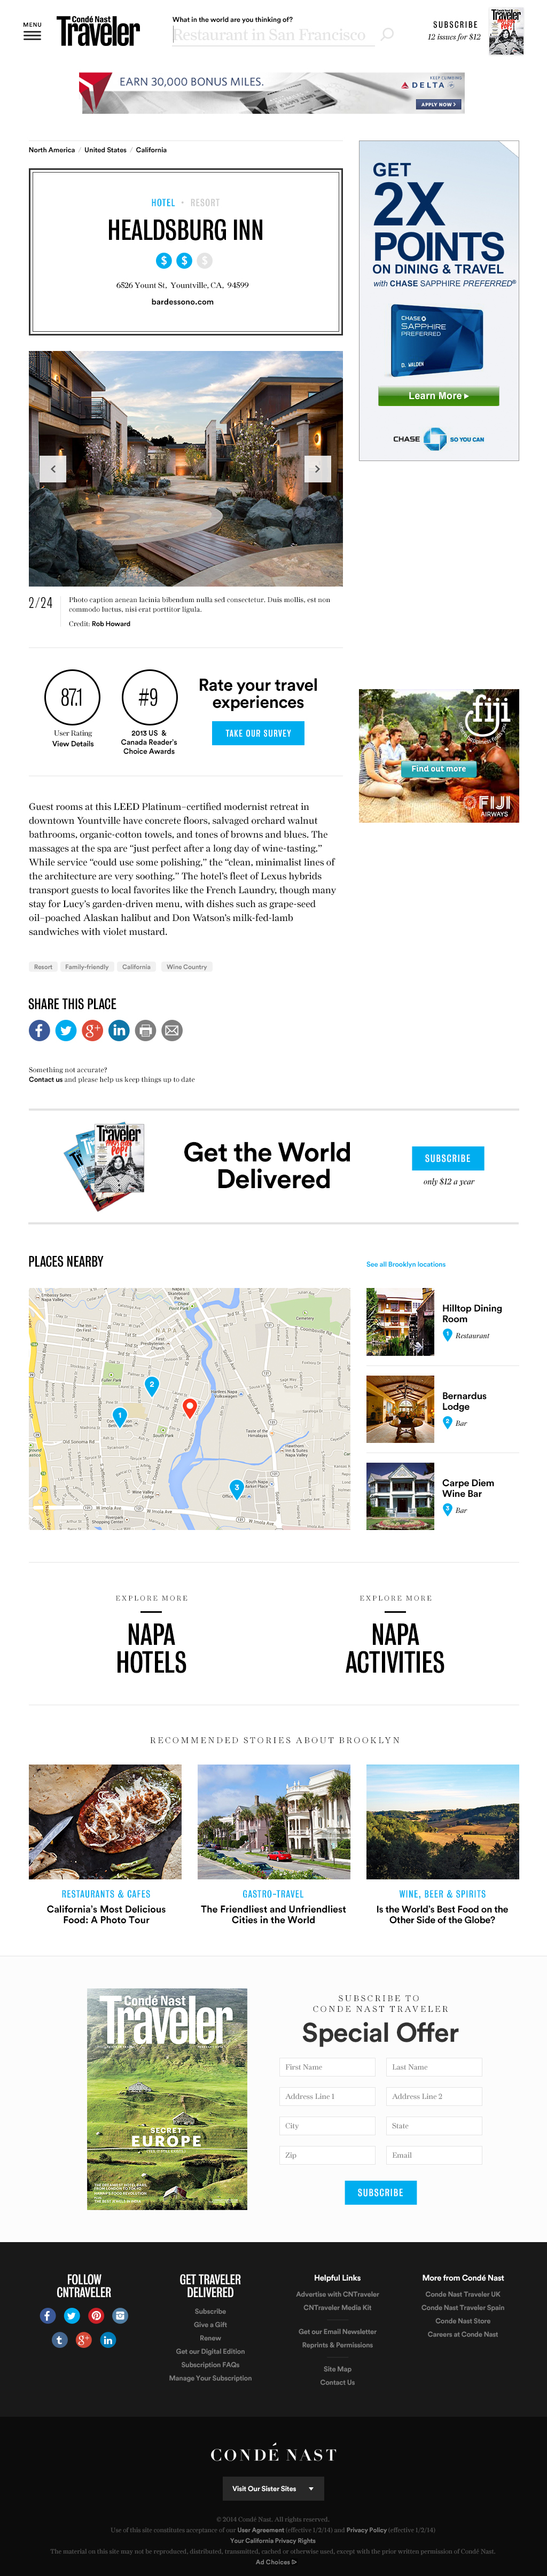 MENU
Condé Nast
Traveler
What in the world are you thinking of?
Restaurant in San Francisco
SUBSCRIBE
12 issues for $12
EARN 30,000 BONUS MILES.
DELTA
APPLY NOW >
North America / United States / California
HOTEL • RESORT
HEALDSBURG INN
$ $ $
6526 Yount St, Yountville, CA, 94599
bardessono.com
GET
2X
POINTS
ON DINING & TRAVEL
with CHASE SAPPHIRE PREFERRED®
CHASE
SAPPHIRE
PREFERRED
D. WALDEN
Learn More
CHASE SO YOU CAN
2/24
Photo caption aenean lacinia bibendum nulla sed consectetur. Duis mollis, est non
commodo luctus, nisi erat porttitor ligula.
Credit: Rob Howard
87.1
User Rating
View Details
#9
2013 US &
Canada Reader's
Choice Awards
Rate your travel
experiences
TAKE OUR SURVEY
fiji
Find out more
FIJI
AIRWAYS
Guest rooms at this LEED Platinum–certified modernist retreat in
downtown Yountville have concrete floors, salvaged orchard walnut
bathrooms, organic-cotton towels, and tones of browns and blues. The
massages at the spa are “just perfect after a long day of wine-tasting.”
While service “could use some polishing,” the “clean, minimalist lines of
the architecture are very soothing.” The hotel’s fleet of Lexus hybrids
transport guests to local favorites like the French Laundry, though many
stay for Lucy’s garden-driven menu, with dishes such as grape-seed
oil–poached Alaskan halibut and Don Watson’s milk-fed-lamb
sandwiches with violet mustard.
Resort Family-friendly California Wine Country
SHARE THIS PLACE
Something not accurate?
Contact us and please help us keep things up to date
Traveler
Get the World
Delivered
SUBSCRIBE
only $12 a year
PLACES NEARBY
See all Brooklyn locations
NAPA
1
2
3
Hilltop Dining
Room
1 Restaurant
Bernardus
Lodge
2 Bar
Carpe Diem
Wine Bar
3 Bar
EXPLORE MORE
NAPA
HOTELS
EXPLORE MORE
NAPA
ACTIVITIES
RECOMMENDED STORIES ABOUT BROOKLYN
RESTAURANTS & CAFES
California's Most Delicious
Food: A Photo Tour
GASTRO-TRAVEL
The Friendliest and Unfriendliest
Cities in the World
WINE, BEER & SPIRITS
Is the World's Best Food on the
Other Side of the Globe?
Condé Nast
Traveler
SECRET
EUROPE
SUBSCRIBE TO
CONDE NAST TRAVELER
Special Offer
First Name
Last Name
Address Line 1
Address Line 2
City
State
Zip
Email
SUBSCRIBE
FOLLOW
CNTRAVELER
GET TRAVELER
DELIVERED
Subscribe
Give a Gift
Renew
Get our Digital Edition
Subscription FAQs
Manage Your Subscription
Helpful Links
Advertise with CNTraveler
CNTraveler Media Kit
Get our Email Newsletter
Reprints & Permissions
Site Map
Contact Us
More from Condé Nast
Conde Nast Traveler UK
Conde Nast Traveler Spain
Conde Nast Store
Careers at Conde Nast
CONDÉ NAST
Visit Our Sister Sites
© 2014 Condé Nast. All rights reserved.
Use of this site constitutes acceptance of our User Agreement (effective 1/2/14) and Privacy Policy (effective 1/2/14)
Your California Privacy Rights
The material on this site may not be reproduced, distributed, transmitted, cached or otherwise used, except with the prior written permission of Condé Nast.
Ad Choices